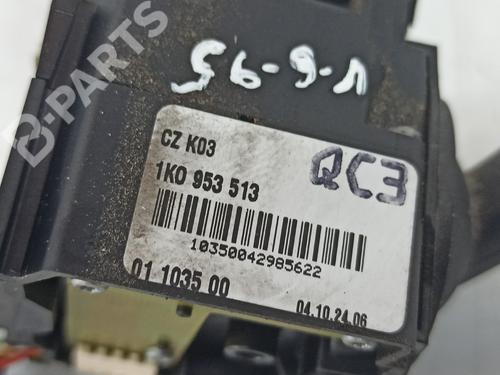 B-PARTS
V-6-95
CZ K03
QC3
1K0 953 513
10350042985622
01 1035 00
04.10.24.06